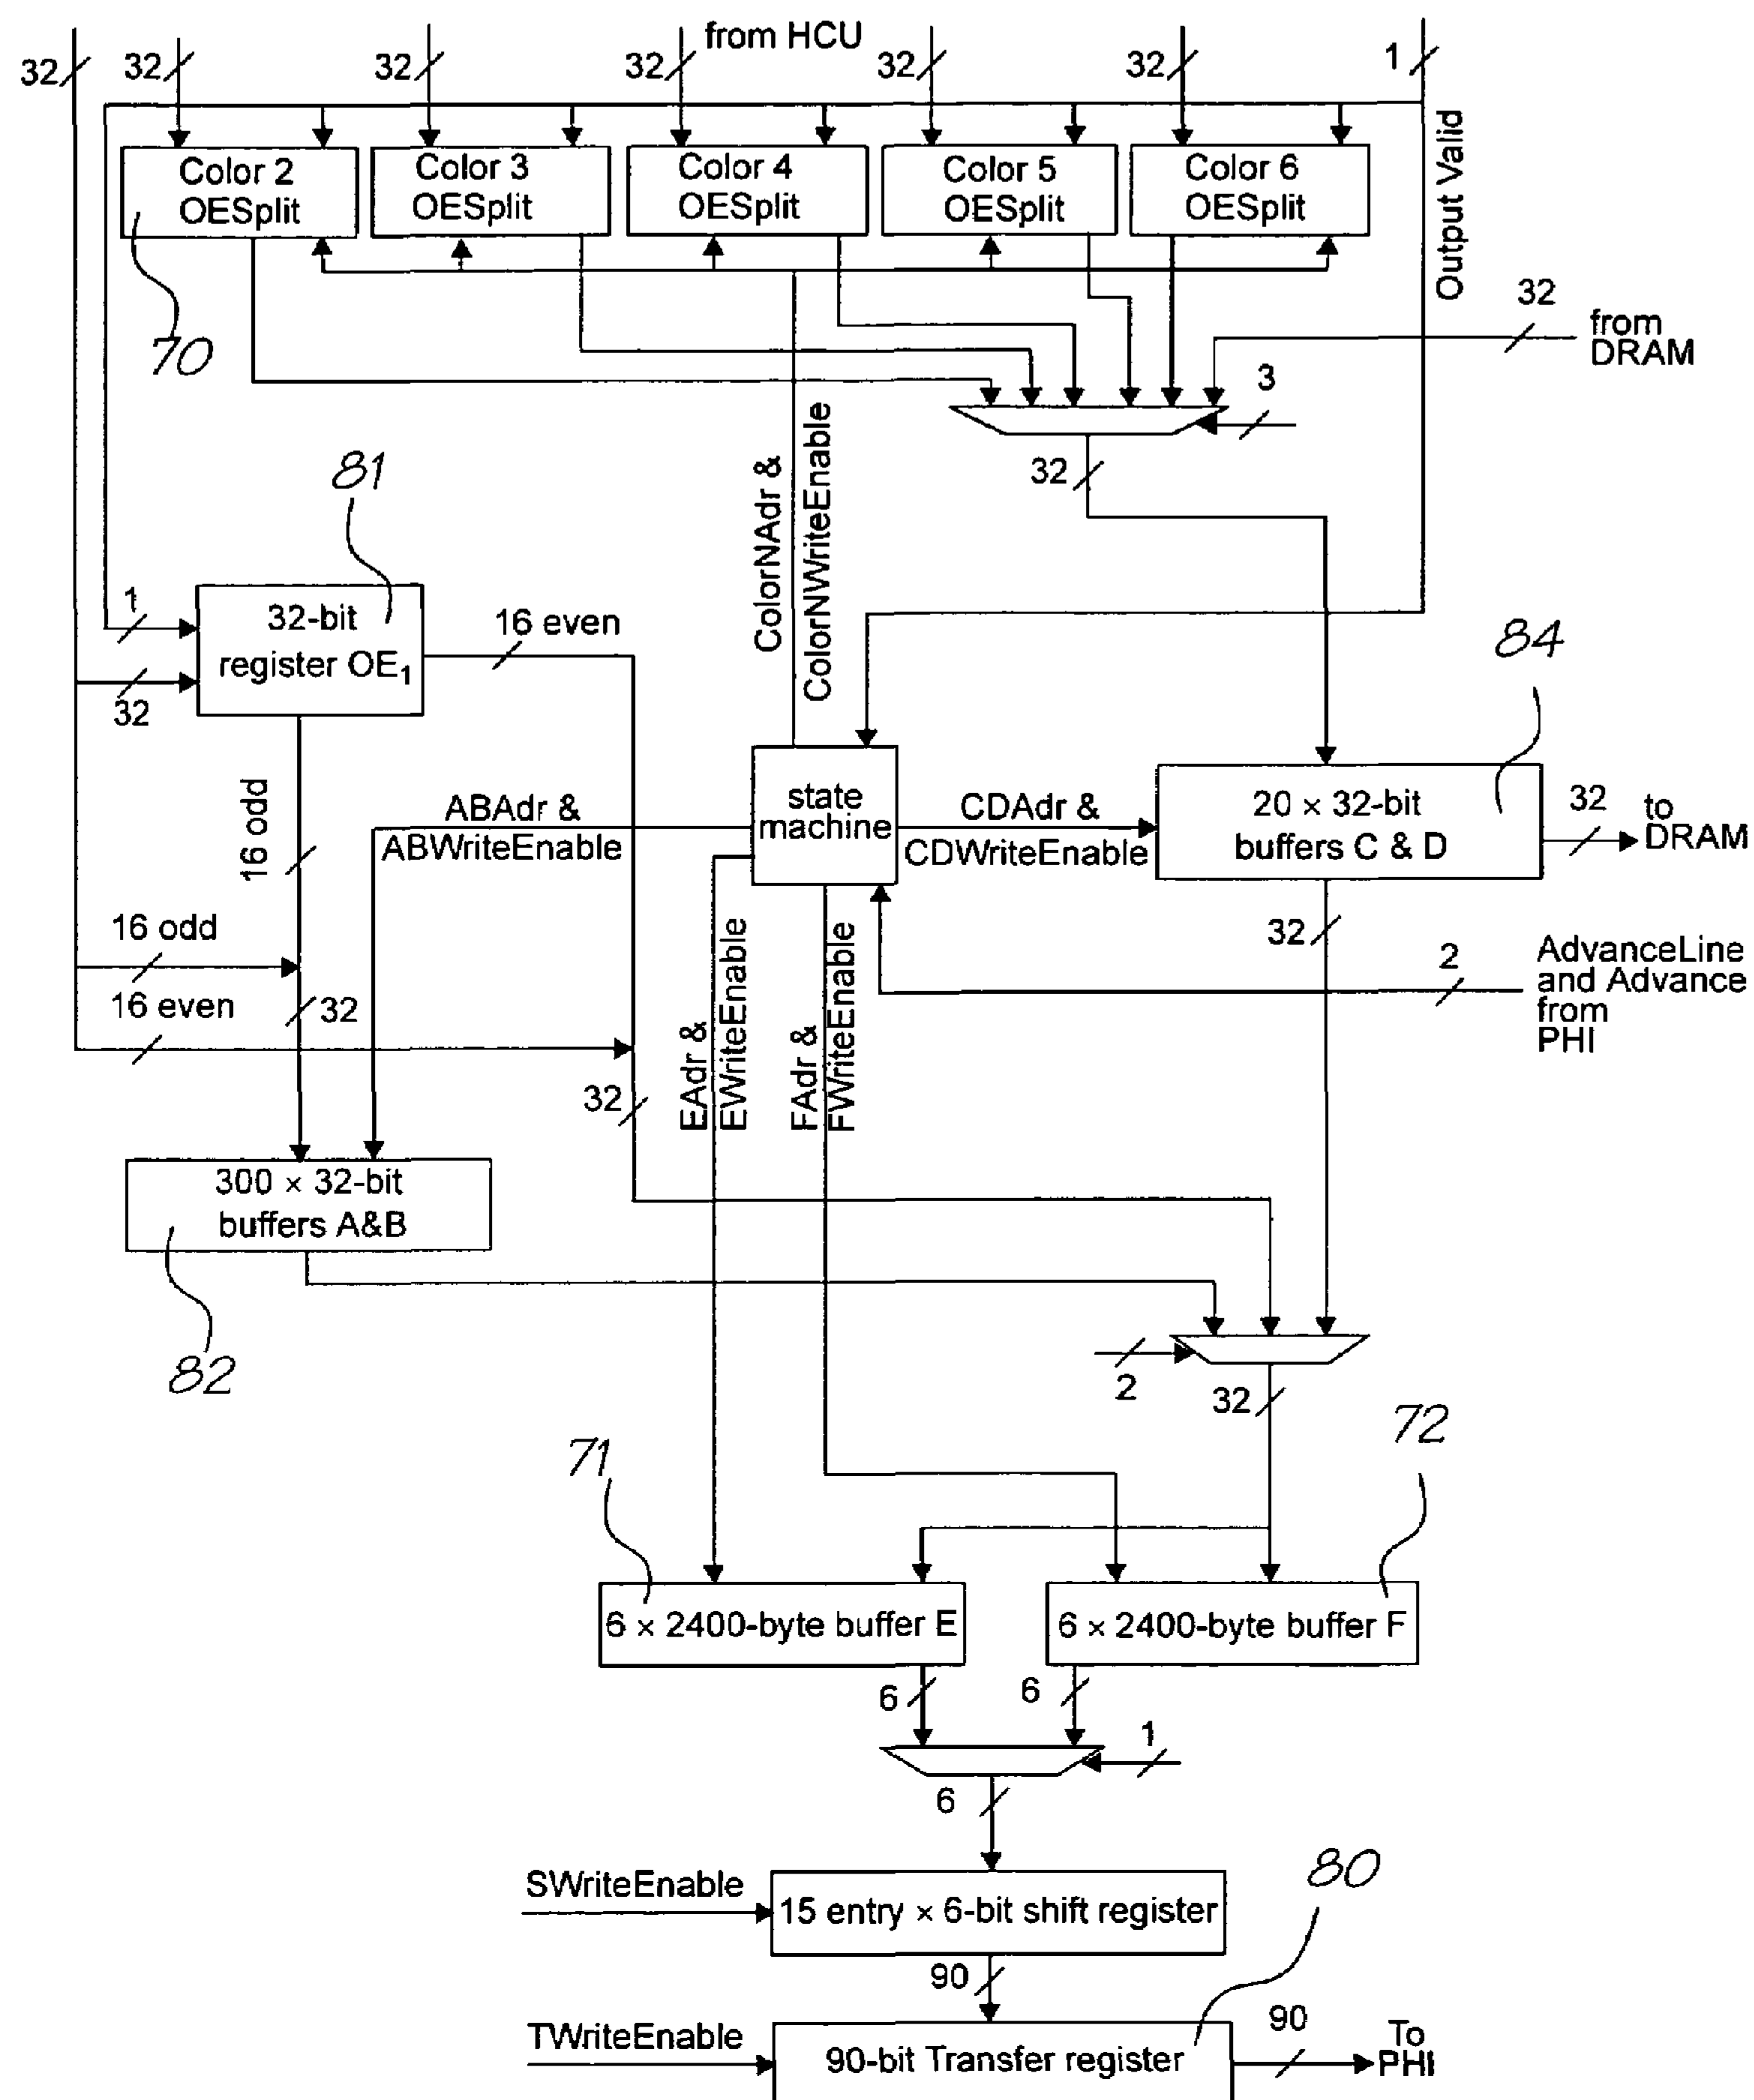 from HCU
32
32
32
32
32
32
1
Color 2
OESplit
Color 3
OESplit
Color 4
OESplit
Color 5
OESplit
Color 6
OESplit
Output Valid
70
32
from
DRAM
3
32
ColorNAdr &
ColorNWriteEnable
81
1
32-bit
register OE1
32
16 even
84
16 odd
ABAdr &
ABWriteEnable
state
machine
CDAdr &
CDWriteEnable
20 × 32-bit
buffers C & D
32
to
DRAM
16 odd
16 even
32
32
EAdr &
EWriteEnable
FAdr &
FWriteEnable
32
2
AdvanceLine
and Advance
from
PHI
300 × 32-bit
buffers A&B
82
2
32
71
72
6 × 2400-byte buffer E
6 × 2400-byte buffer F
6
6
1
6
80
SWriteEnable
15 entry × 6-bit shift register
90
TWriteEnable
90-bit Transfer register
90
To
PHI